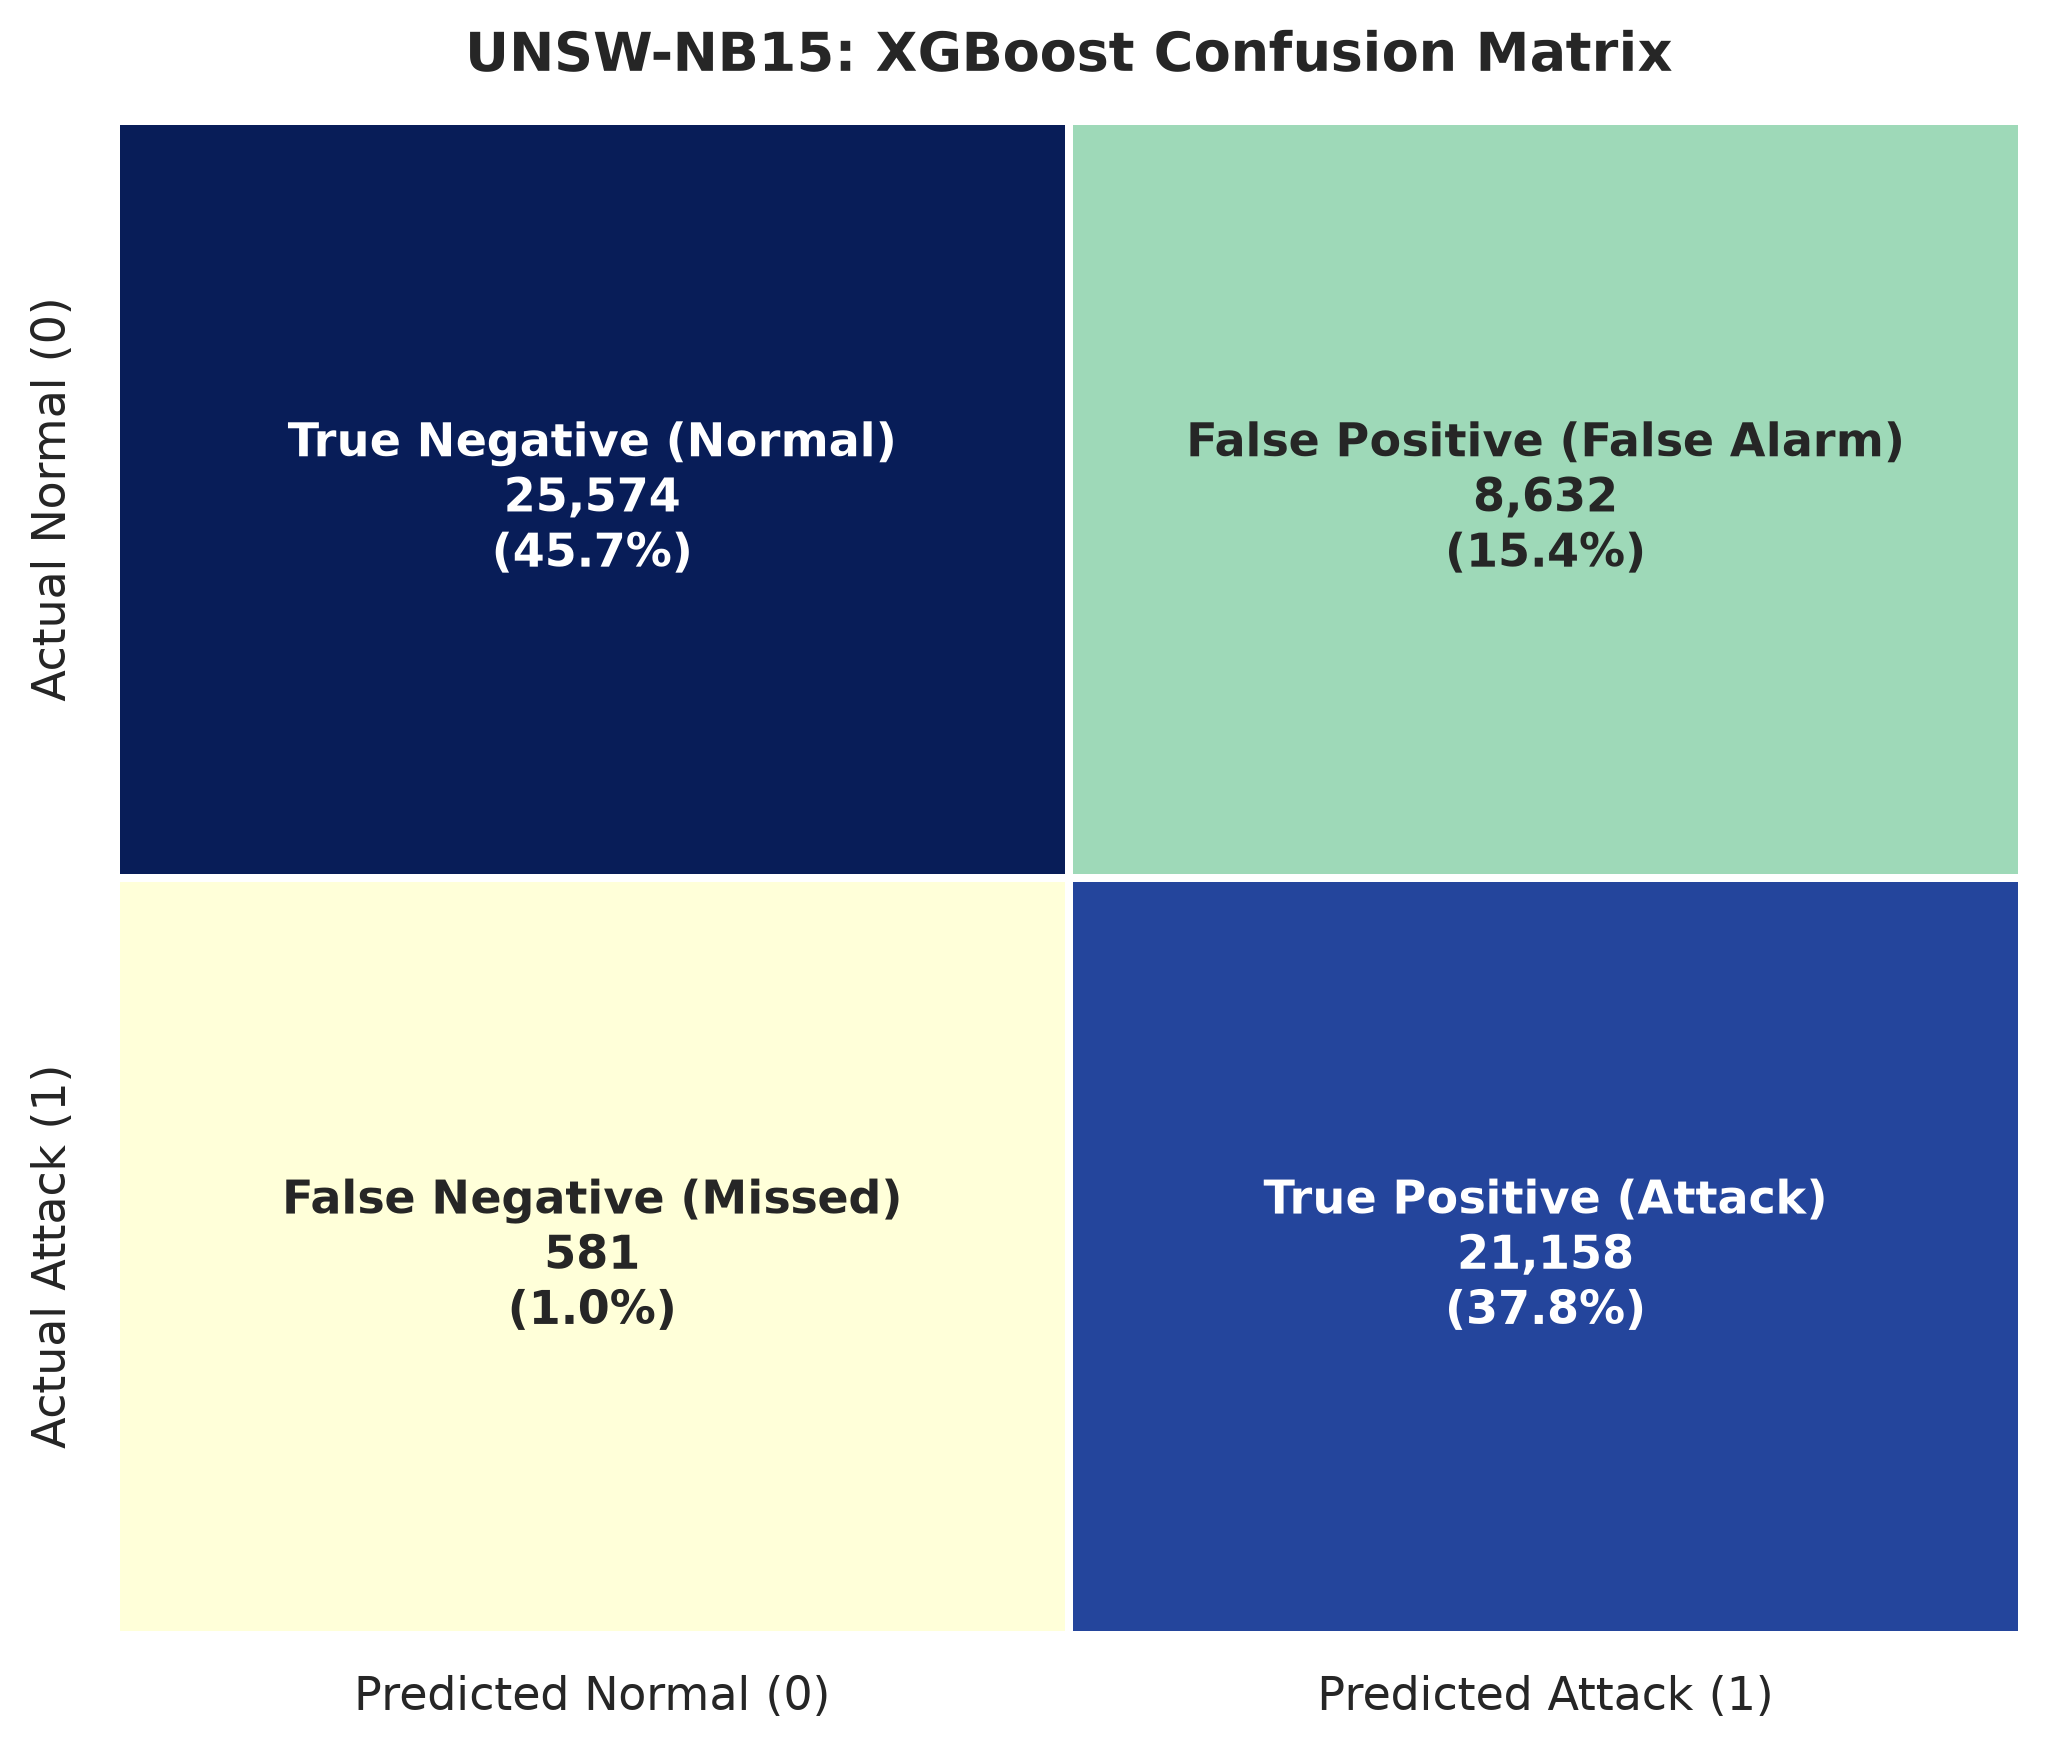 UNSW-NB15: XGBoost Confusion Matrix
Actual Normal (0)
True Negative (Normal)
25,574
(45.7%)
False Positive (False Alarm)
8,632
(15.4%)
Actual Attack (1)
False Negative (Missed)
581
(1.0%)
True Positive (Attack)
21,158
(37.8%)
Predicted Normal (0)
Predicted Attack (1)